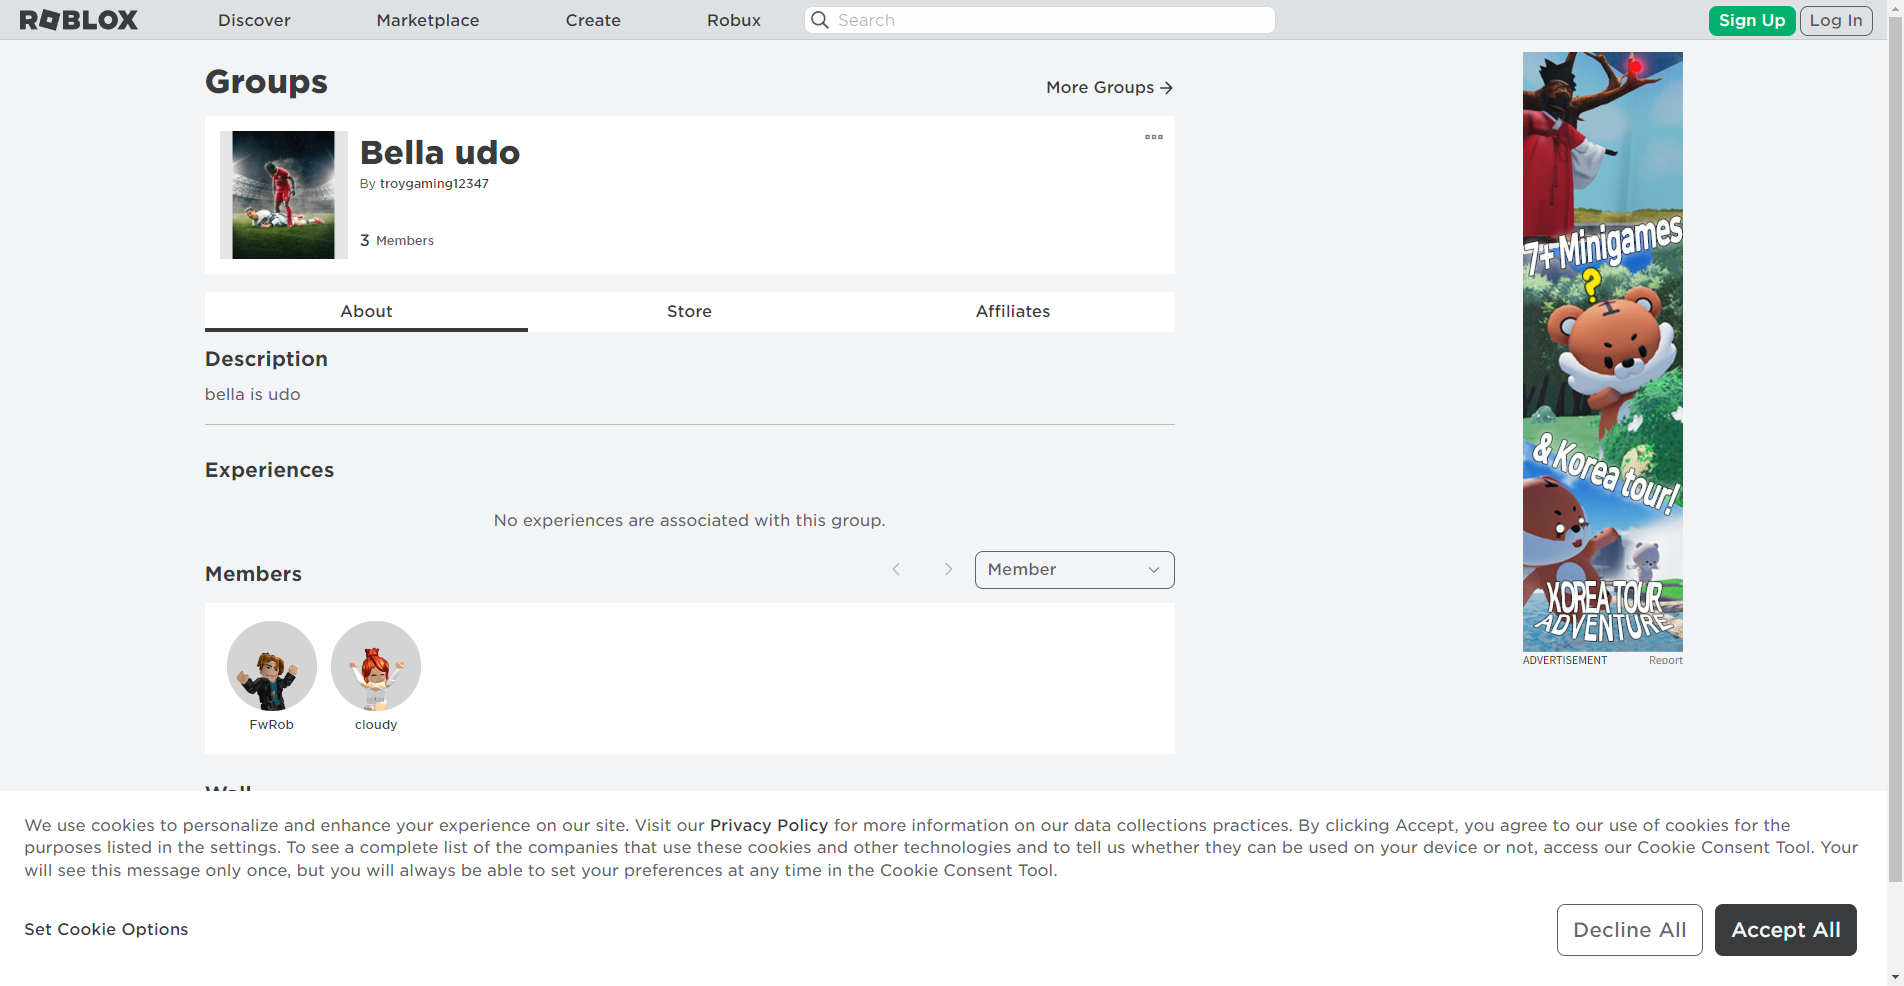 ROBLOX
Discover
Marketplace
Create
Robux
Search
Sign Up
Log In
Groups
More Groups
Bella udo
By troygaming12347
3 Members
About
Store
Affiliates
Description
bella is udo
Experiences
No experiences are associated with this group.
Members
Member
FwRob
cloudy
Wall
7+ Minigames
?
& Korea tour!
KOREA TOUR
ADVENTURE
ADVERTISEMENT
Report
We use cookies to personalize and enhance your experience on our site. Visit our Privacy Policy for more information on our data collections practices. By clicking Accept, you agree to our use of cookies for the
purposes listed in the settings. To see a complete list of the companies that use these cookies and other technologies and to tell us whether they can be used on your device or not, access our Cookie Consent Tool. Your
will see this message only once, but you will always be able to set your preferences at any time in the Cookie Consent Tool.
Set Cookie Options
Decline All
Accept All